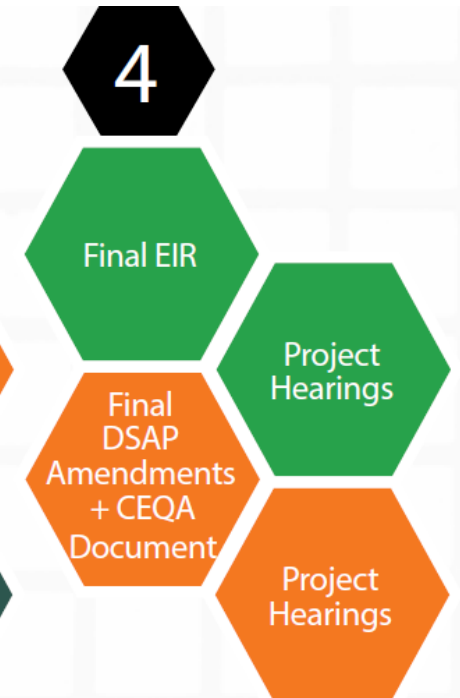 4
Final EIR
Project
Hearings
Final
DSAP
Amendments
+ CEQA
Document
Project
Hearings